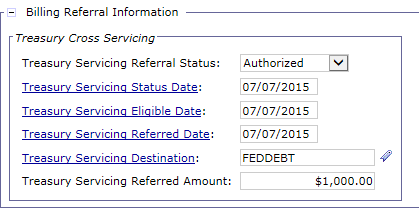 Billing Referral Information
Treasury Cross Servicing
Treasury Servicing Referral Status: Authorized
Treasury Servicing Status Date: 07/07/2015
Treasury Servicing Eligible Date: 07/07/2015
Treasury Servicing Referred Date: 07/07/2015
Treasury Servicing Destination: FEDDEBT
Treasury Servicing Referred Amount: $1,000.00